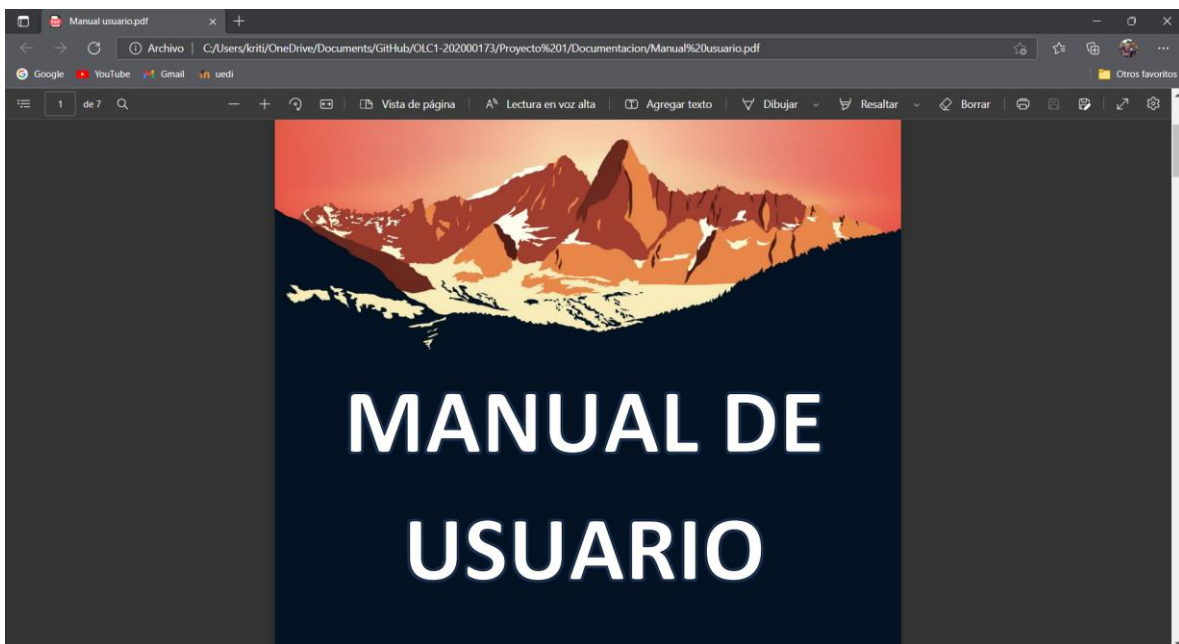 Manual usuario.pdf
Archivo | C:/Users/kriti/OneDrive/Documents/GitHub/OLC1-202000173/Proyecto%201/Documentacion/Manual%20usuario.pdf
Google YouTube Gmail uedi Otros favoritos
1 de 7 Vista de página Lectura en voz alta Agregar texto Dibujar Resaltar Borrar
MANUAL DE
USUARIO